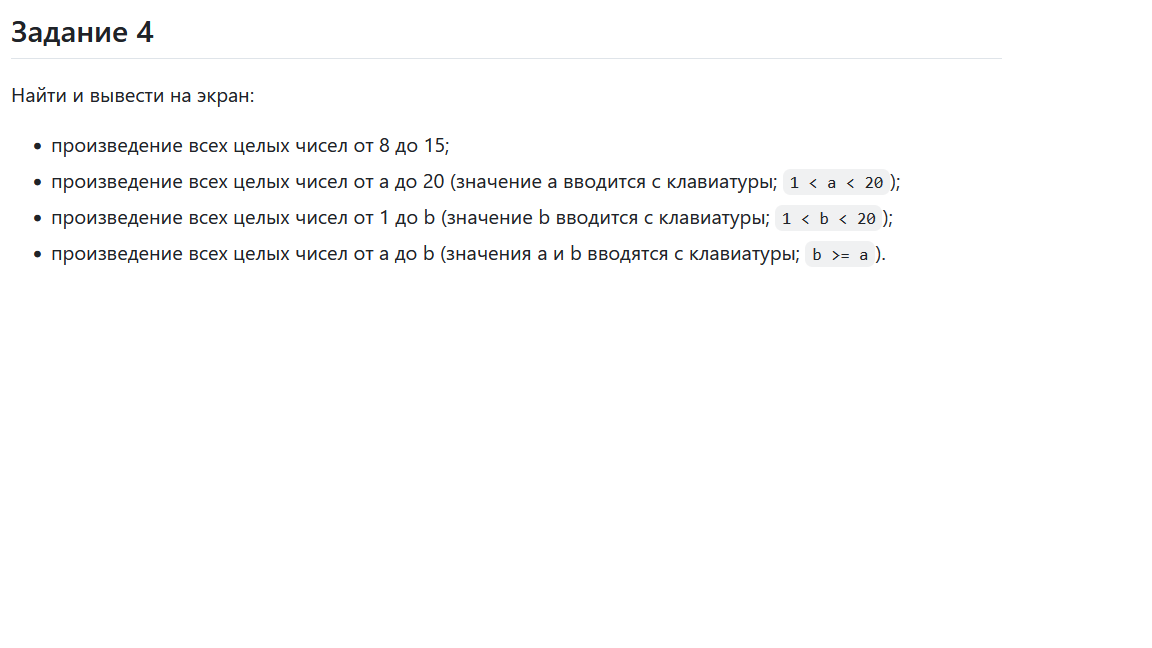 Задание 4
Найти и вывести на экран:
• произведение всех целых чисел от 8 до 15;
• произведение всех целых чисел от a до 20 (значение a вводится с клавиатуры; 1 < a < 20);
• произведение всех целых чисел от 1 до b (значение b вводится с клавиатуры; 1 < b < 20);
• произведение всех целых чисел от a до b (значения a и b вводятся с клавиатуры; b >= a).